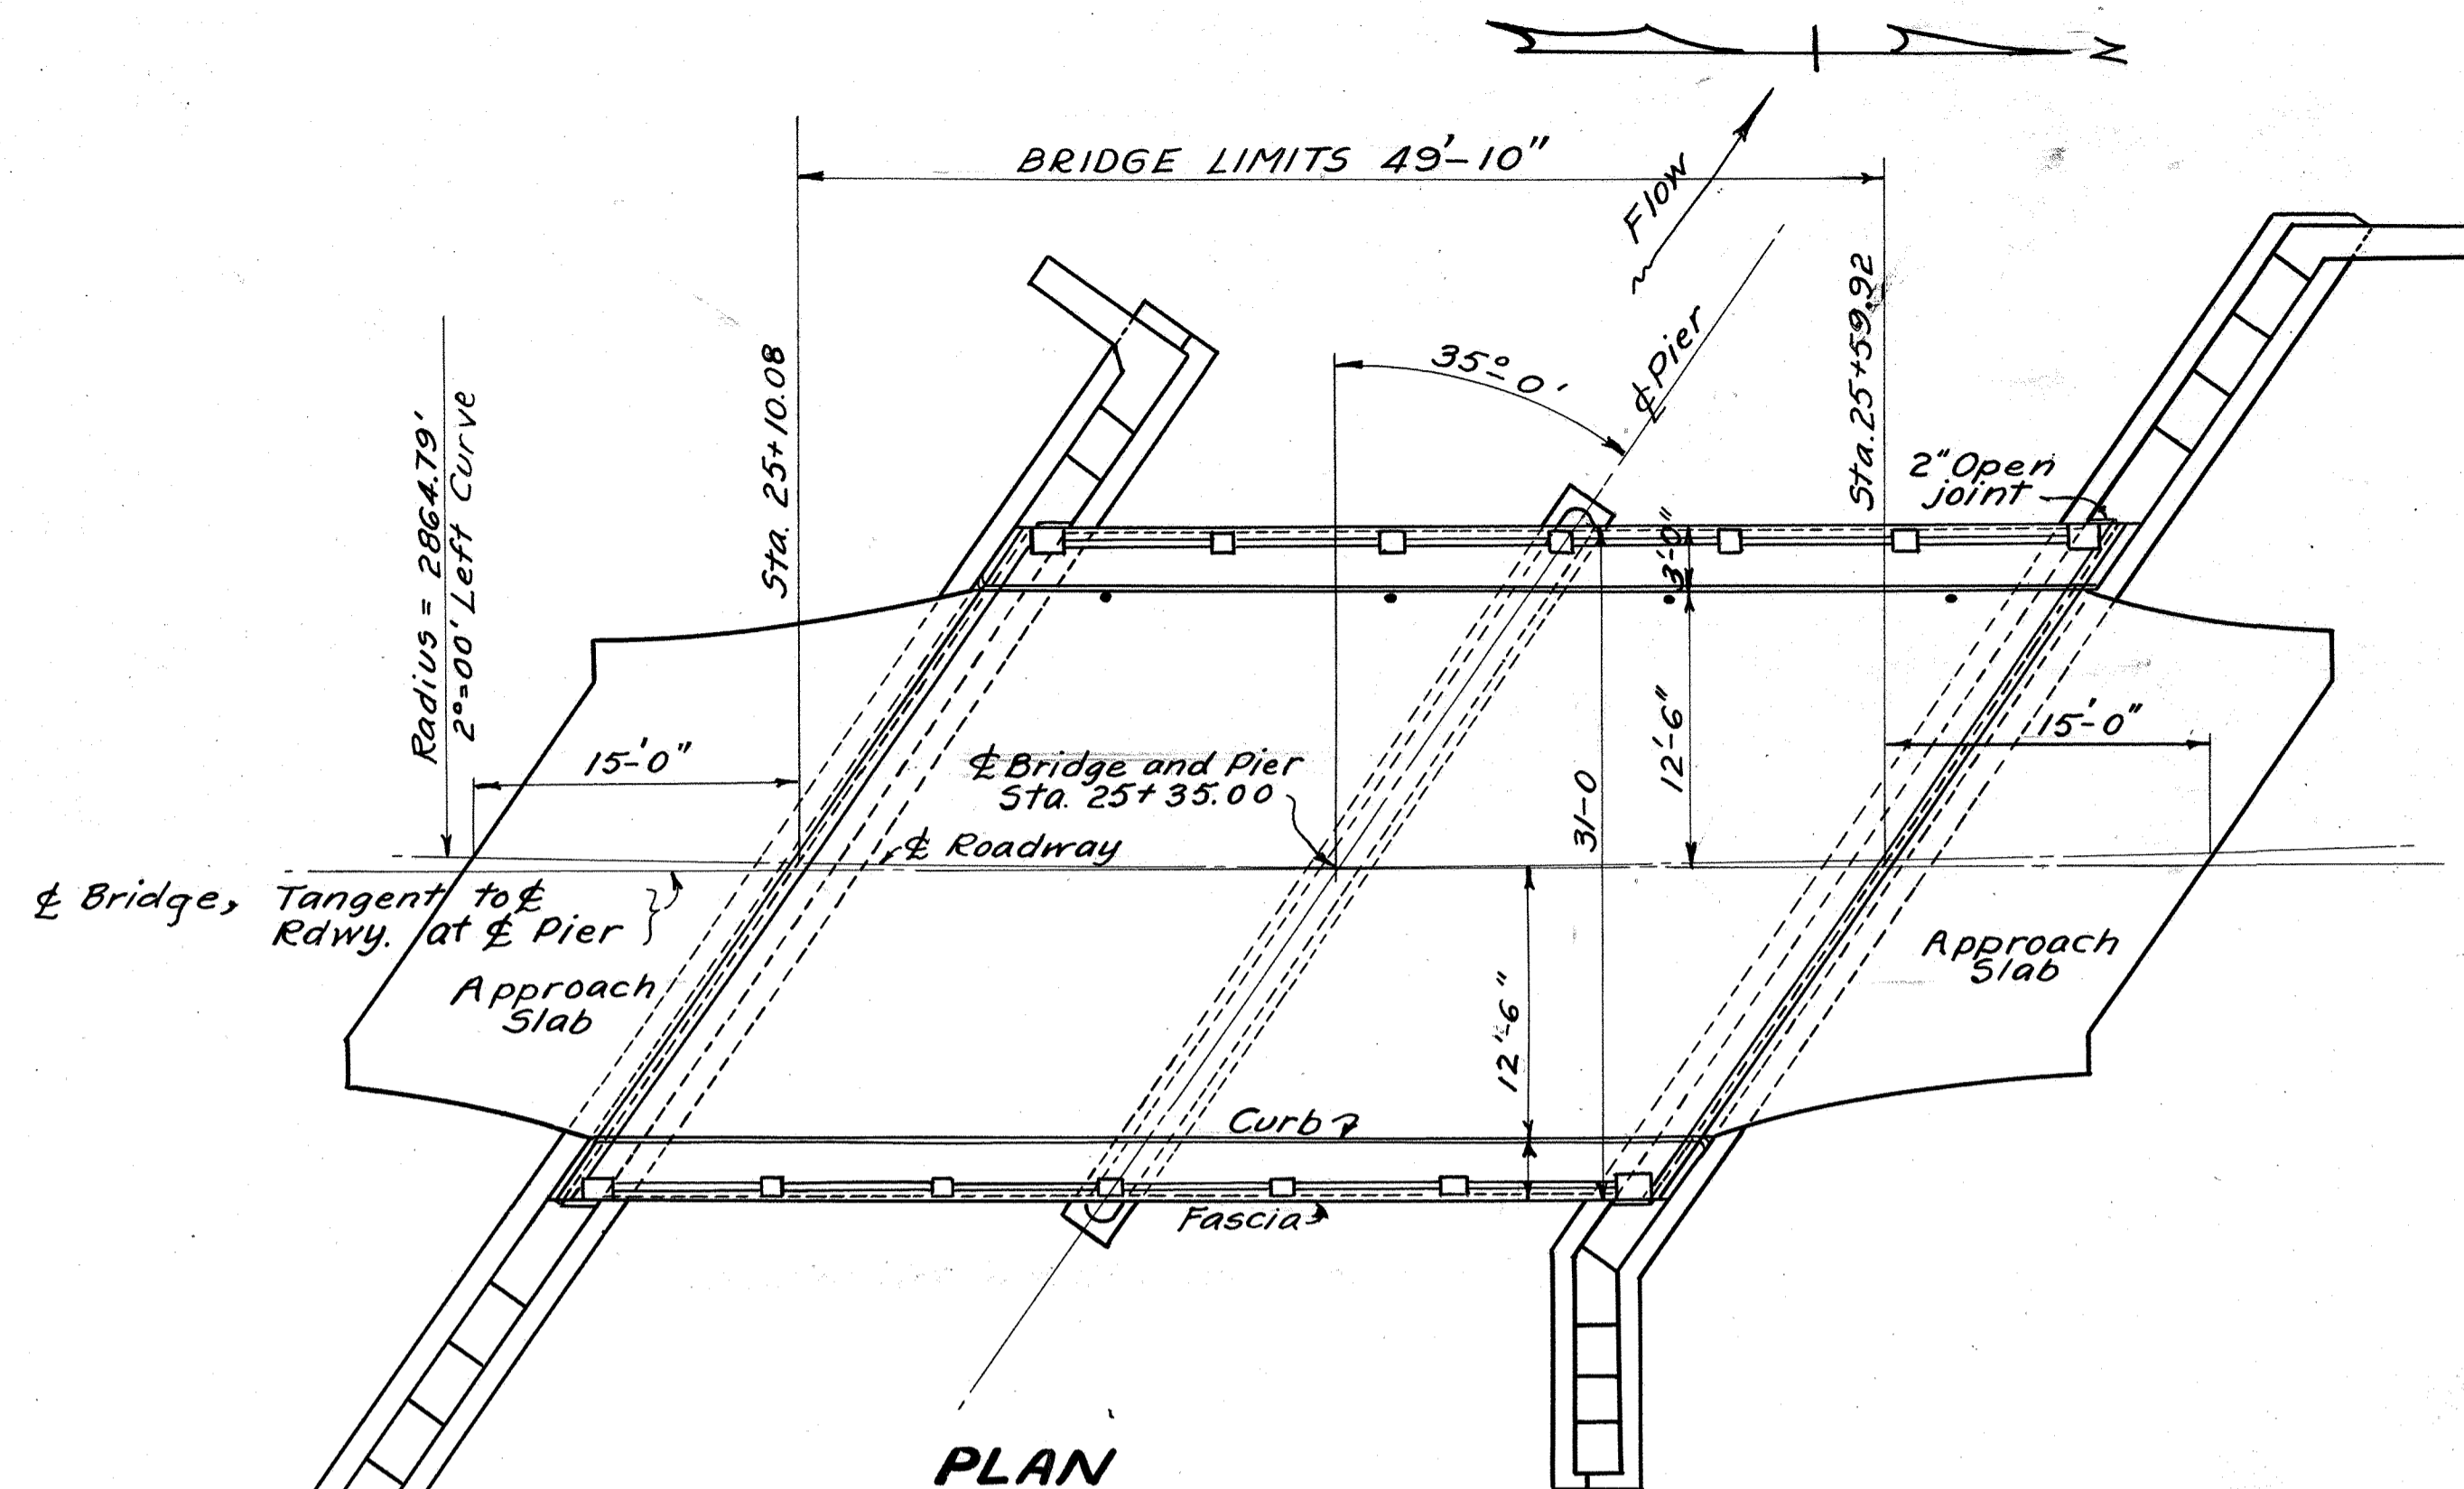 N
BRIDGE LIMITS 49'-10"
Flow
Sta. 25+10.08
Sta. 25+59.92
35°-0'
℄ Pier
2" Open
joint
3'-0"
Radius = 2864.79'
2°=00' Left Curve
15'-0"
12'-6"
15'-0"
℄ Bridge and Pier
Sta. 25+35.00
31-0
℄ Roadway
℄ Bridge, Tangent to ℄
Rdwy. at ℄ Pier
Approach
Slab
Approach
Slab
12'-6"
Curb
Fascia
PLAN